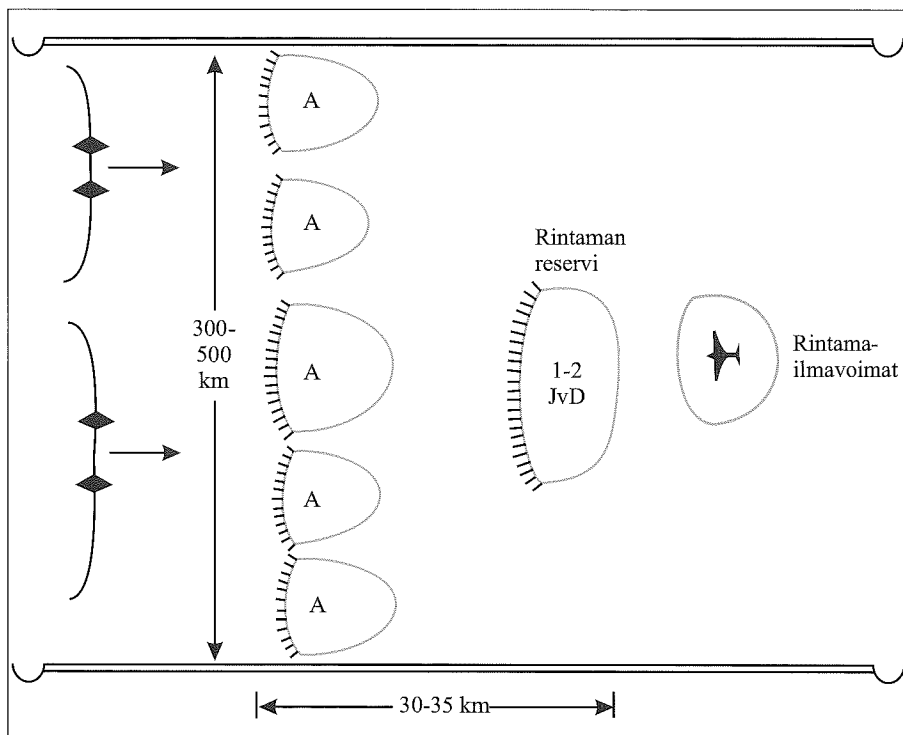 A
A
Rintaman
reservi
300-
500
km
A
1-2
JvD
Rintama-
ilmavoimat
A
A
30-35 km